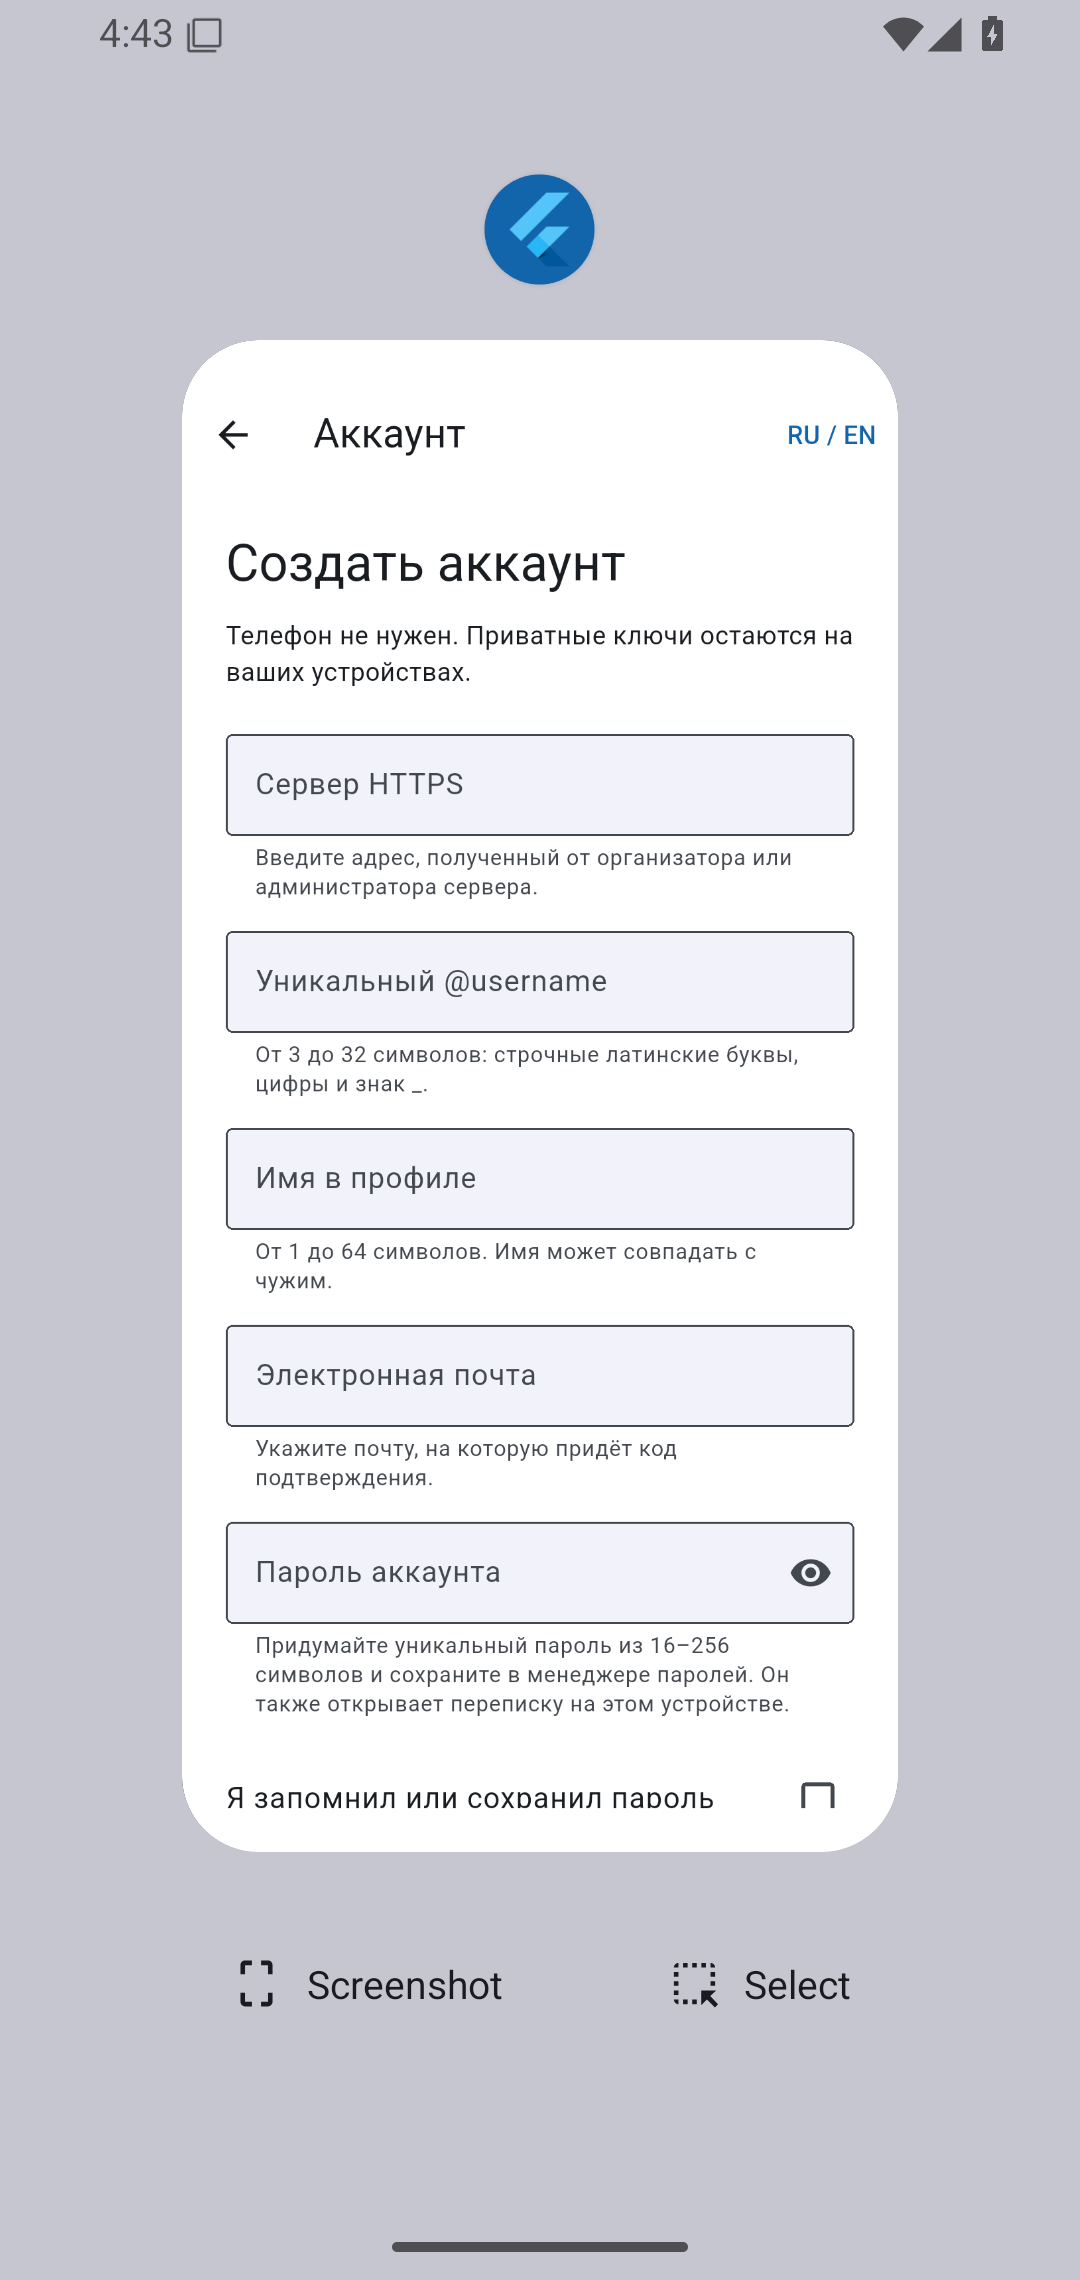 4:43
Аккаунт
RU / EN
Создать аккаунт
Телефон не нужен. Приватные ключи остаются на
ваших устройствах.
Сервер HTTPS
Введите адрес, полученный от организатора или
администратора сервера.
Уникальный @username
От 3 до 32 символов: строчные латинские буквы,
цифры и знак _.
Имя в профиле
От 1 до 64 символов. Имя может совпадать с
чужим.
Электронная почта
Укажите почту, на которую придёт код
подтверждения.
Пароль аккаунта
Придумайте уникальный пароль из 16–256
символов и сохраните в менеджере паролей. Он
также открывает переписку на этом устройстве.
Я запомнил или сохранил пароль
Screenshot
Select